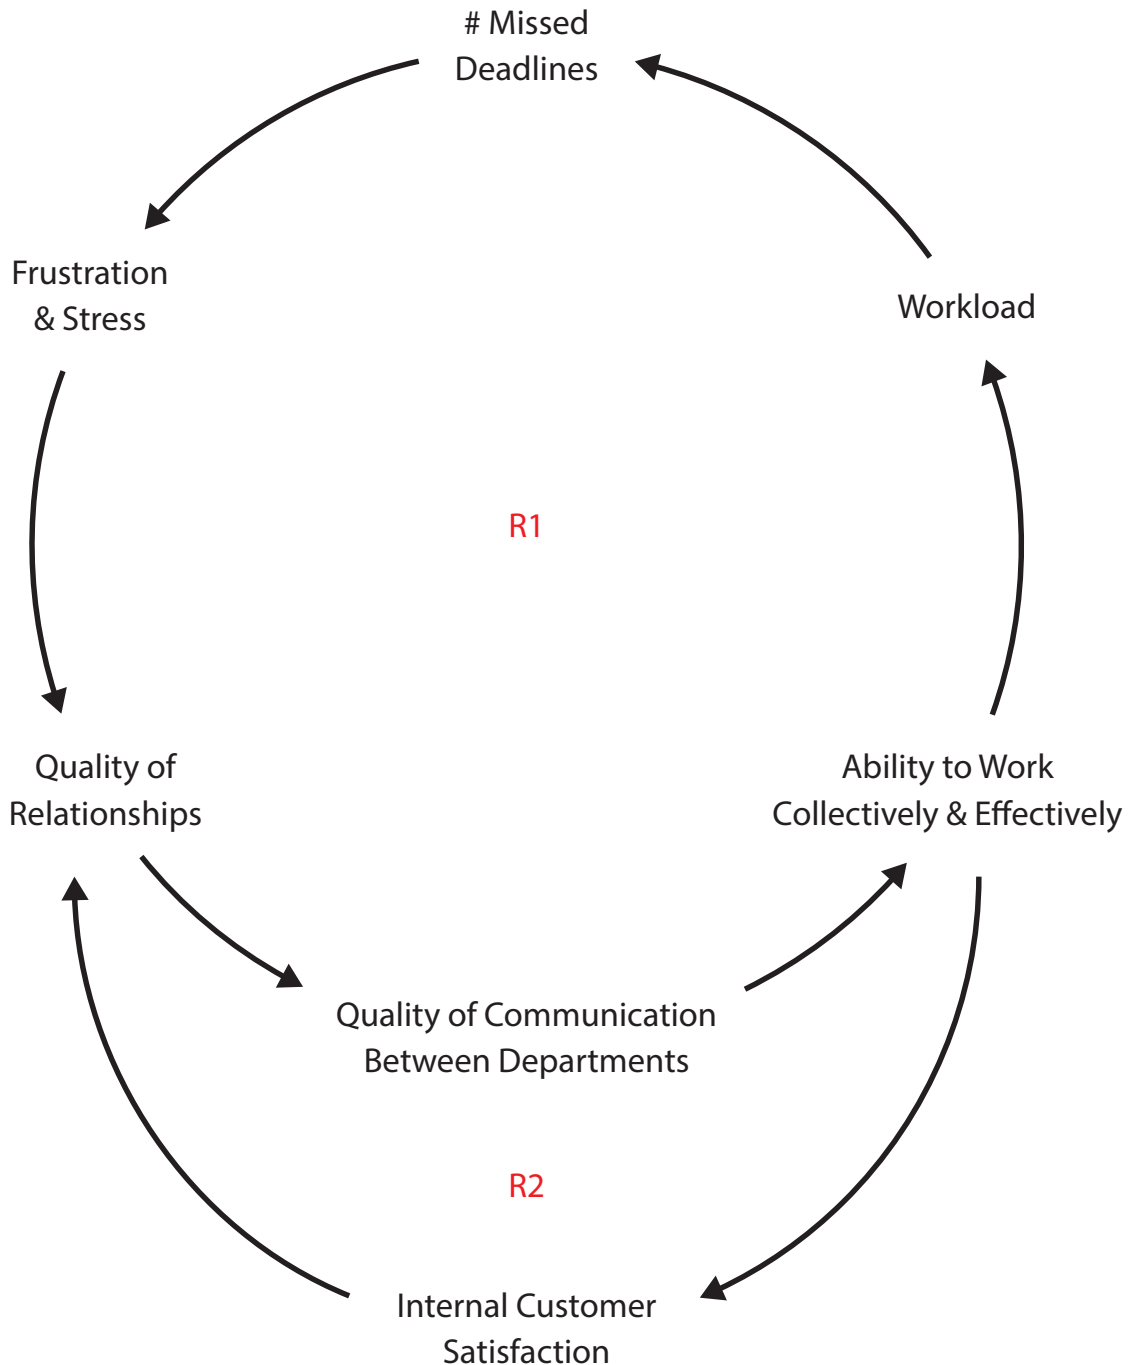 # Missed
Deadlines
Frustration
& Stress
Workload
R1
Quality of
Relationships
Ability to Work
Collectively & Effectively
Quality of Communication
Between Departments
R2
Internal Customer
Satisfaction